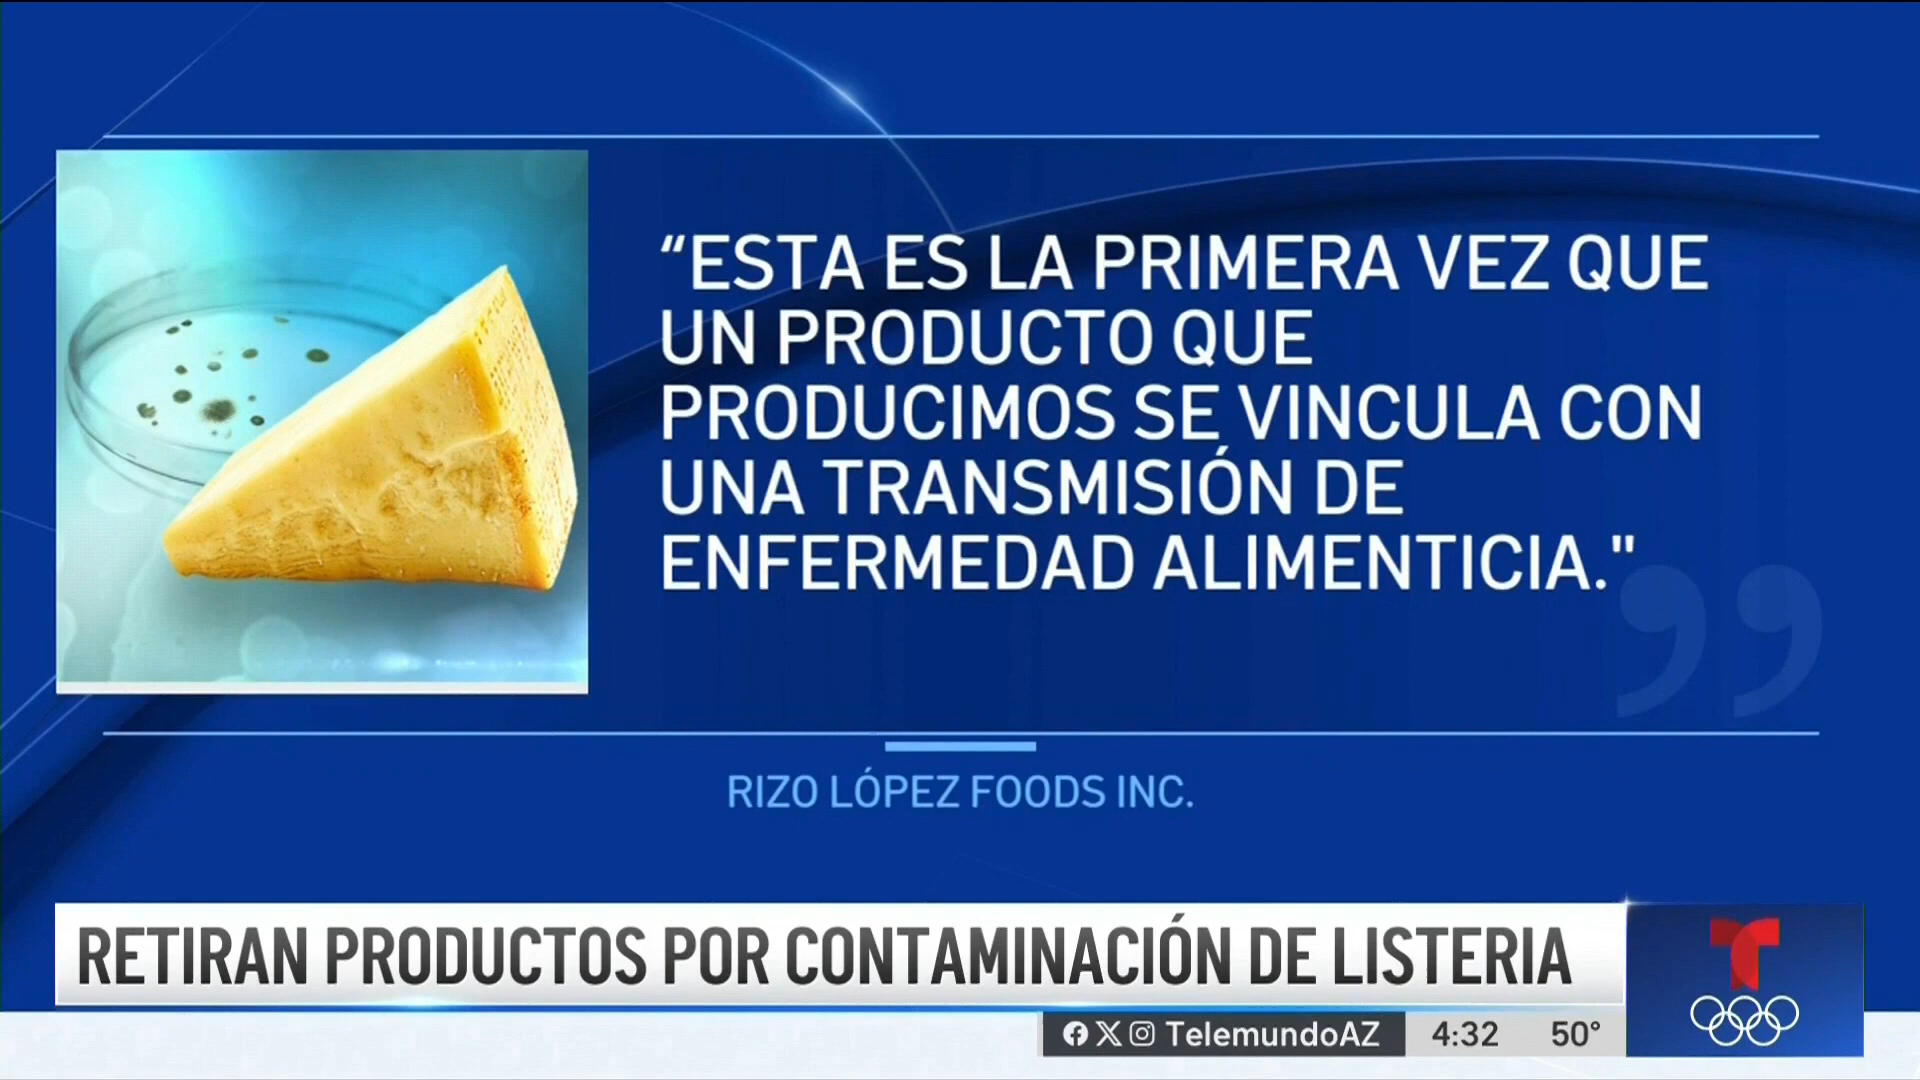 “ESTA ES LA PRIMERA VEZ QUE
UN PRODUCTO QUE
PRODUCIMOS SE VINCULA CON
UNA TRANSMISIÓN DE
ENFERMEDAD ALIMENTICIA."
RIZO LÓPEZ FOODS INC.
RETIRAN PRODUCTOS POR CONTAMINACIÓN DE LISTERIA
TelemundoAZ 4:32 50°